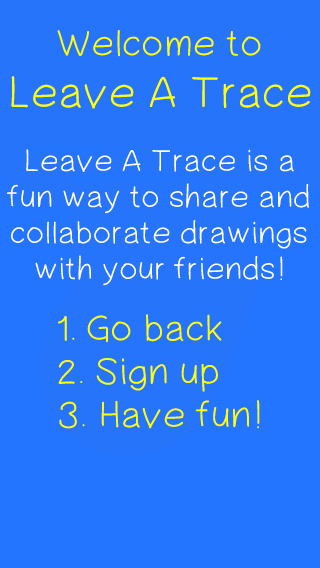 Welcome to
Leave A Trace
Leave A Trace is a
fun way to share and
collaborate drawings
with your friends!
1. Go back
2. Sign up
3. Have fun!